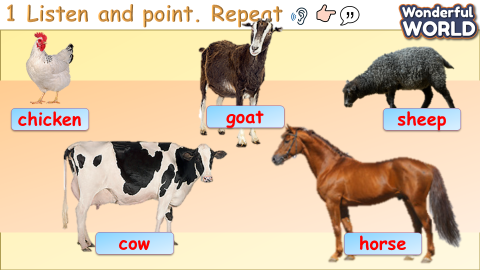 1 Listen and point. Repeat
Wonderful
WORLD
chicken
goat
sheep
cow
horse